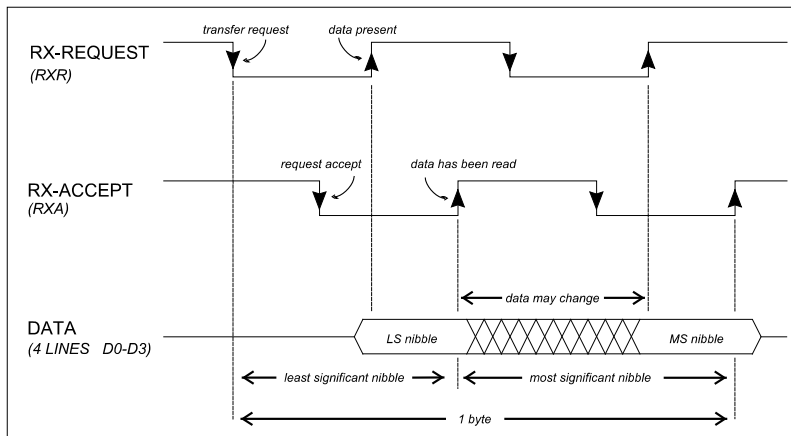 transfer request
data present
RX-REQUEST
(RXR)
request accept
data has been read
RX-ACCEPT
(RXA)
data may change
DATA
(4 LINES D0-D3)
LS nibble
MS nibble
least significant nibble
most significant nibble
1 byte